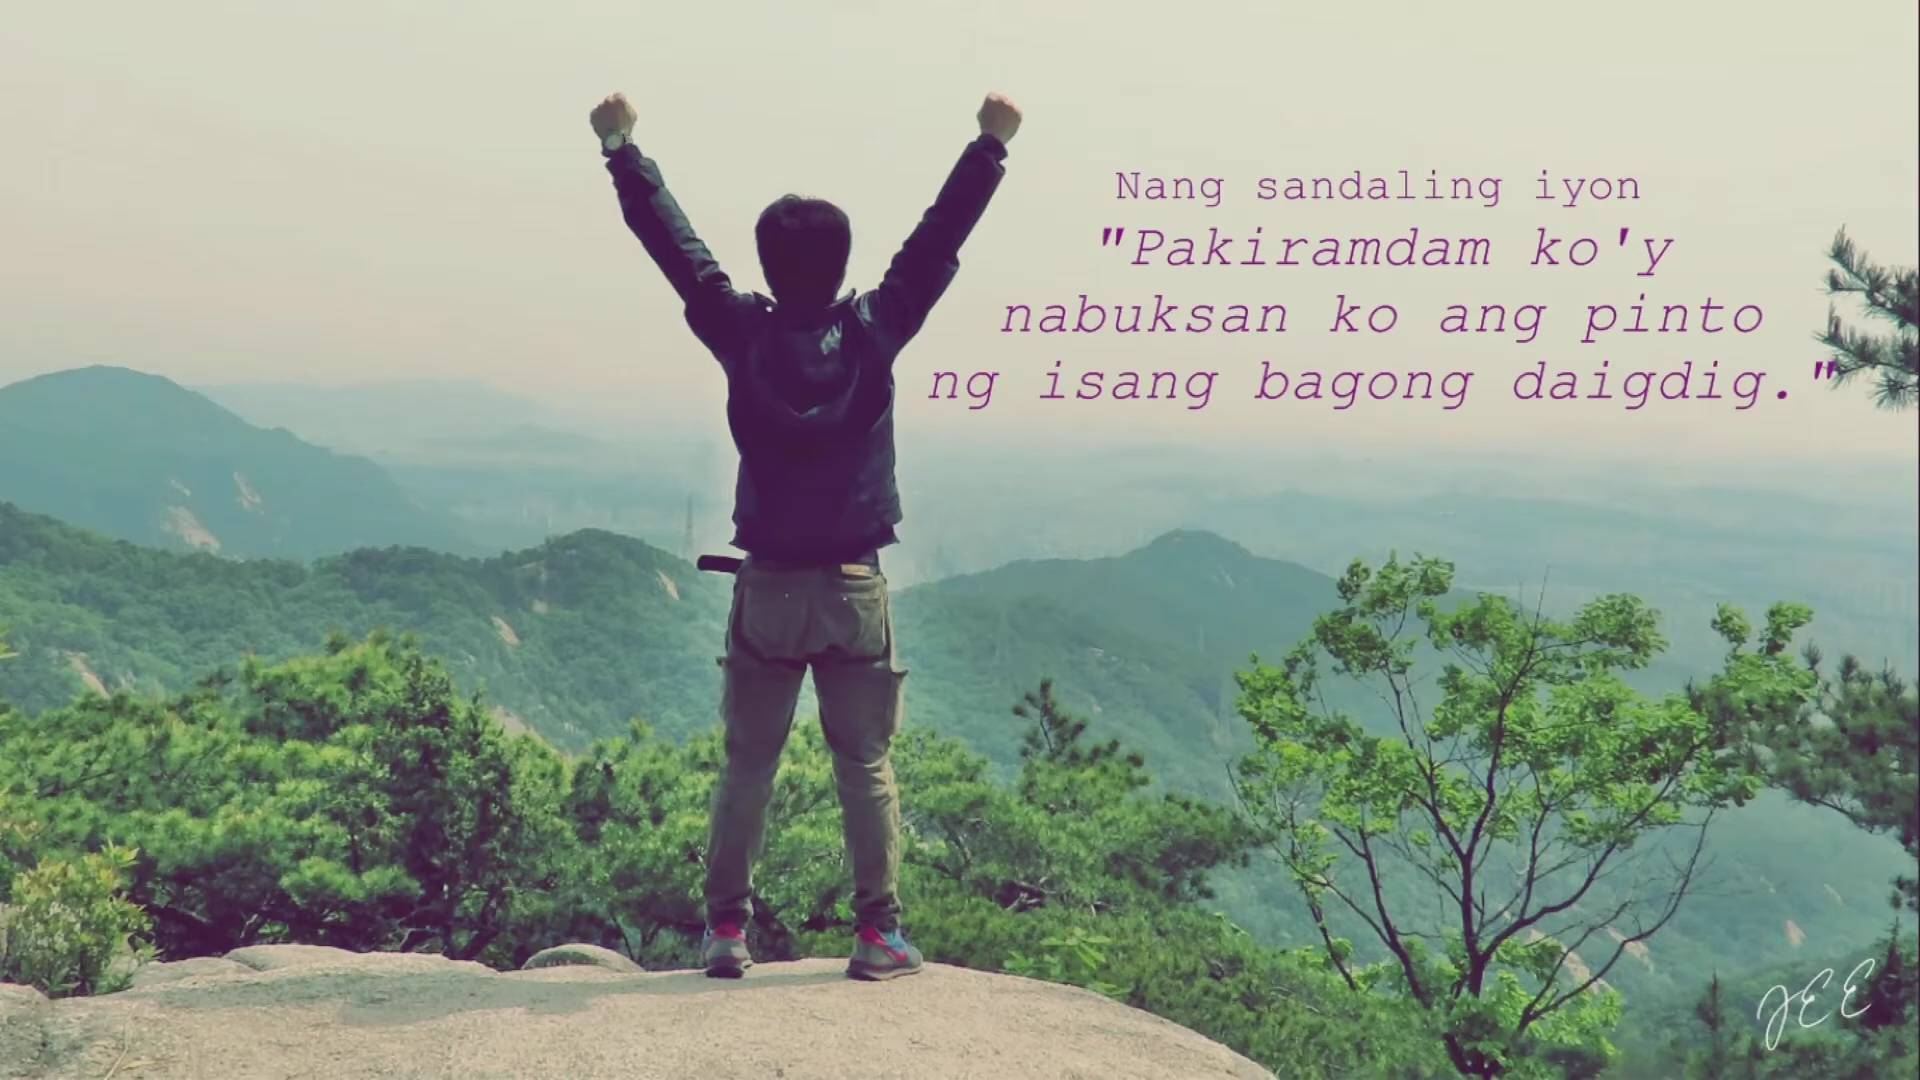 Nang sandaling iyon
"Pakiramdam ko'y
nabuksan ko ang pinto
ng isang bagong daigdig."
JEE